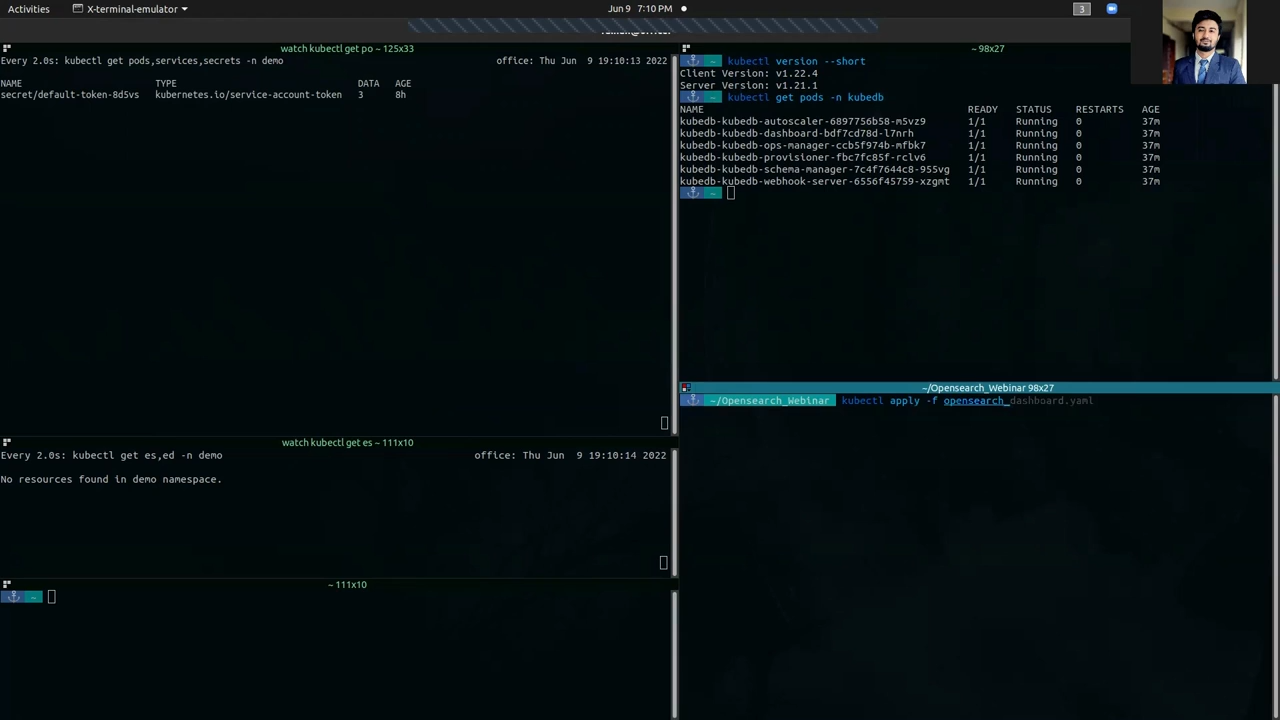 Activities
X-terminal-emulator
Jun 9 7:10 PM
3
watch kubectl get po ~ 125x33
Every 2.0s: kubectl get pods,services,secrets -n demo
office: Thu Jun 9 19:10:13 2022
NAME TYPE DATA AGE
secret/default-token-8d5vs kubernetes.io/service-account-token 3 8h
watch kubectl get es ~ 111x10
Every 2.0s: kubectl get es,ed -n demo
office: Thu Jun 9 19:10:14 2022
No resources found in demo namespace.
~ 111x10
~
~ 98x27
~ kubectl version --short
Client Version: v1.22.4
Server Version: v1.21.1
~ kubectl get pods -n kubedb
NAME READY STATUS RESTARTS AGE
kubedb-kubedb-autoscaler-6897756b58-m5vz9 1/1 Running 0 37m
kubedb-kubedb-dashboard-bdf7cd78d-l7nrh 1/1 Running 0 37m
kubedb-kubedb-ops-manager-ccb5f974b-mfbk7 1/1 Running 0 37m
kubedb-kubedb-provisioner-fbc7fc85f-rclv6 1/1 Running 0 37m
kubedb-kubedb-schema-manager-7c4f7644c8-955vg 1/1 Running 0 37m
kubedb-kubedb-webhook-server-6556f45759-xzgmt 1/1 Running 0 37m
~
~/Opensearch_Webinar 98x27
~/Opensearch_Webinar kubectl apply -f opensearch_dashboard.yaml